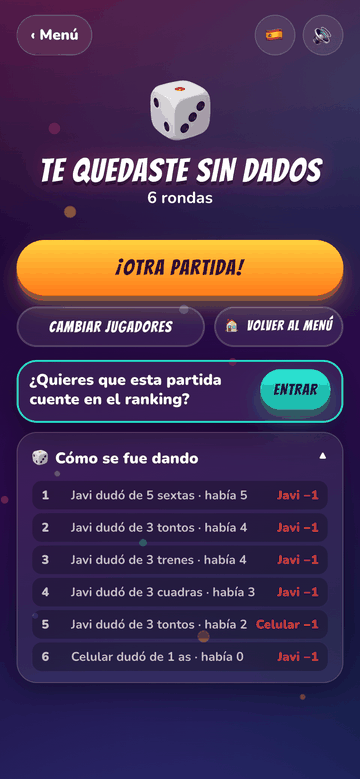 ‹ Menú
TE QUEDASTE SIN DADOS
6 rondas
¡OTRA PARTIDA!
CAMBIAR JUGADORES
VOLVER AL MENÚ
¿Quieres que esta partida
cuente en el ranking?
ENTRAR
Cómo se fue dando ▲
1 Javi dudó de 5 sextas · había 5 Javi −1
2 Javi dudó de 3 tontos · había 4 Javi −1
3 Javi dudó de 3 trenes · había 4 Javi −1
4 Javi dudó de 3 cuadras · había 3 Javi −1
5 Javi dudó de 3 tontos · había 2 Celular −1
6 Celular dudó de 1 as · había 0 Javi −1